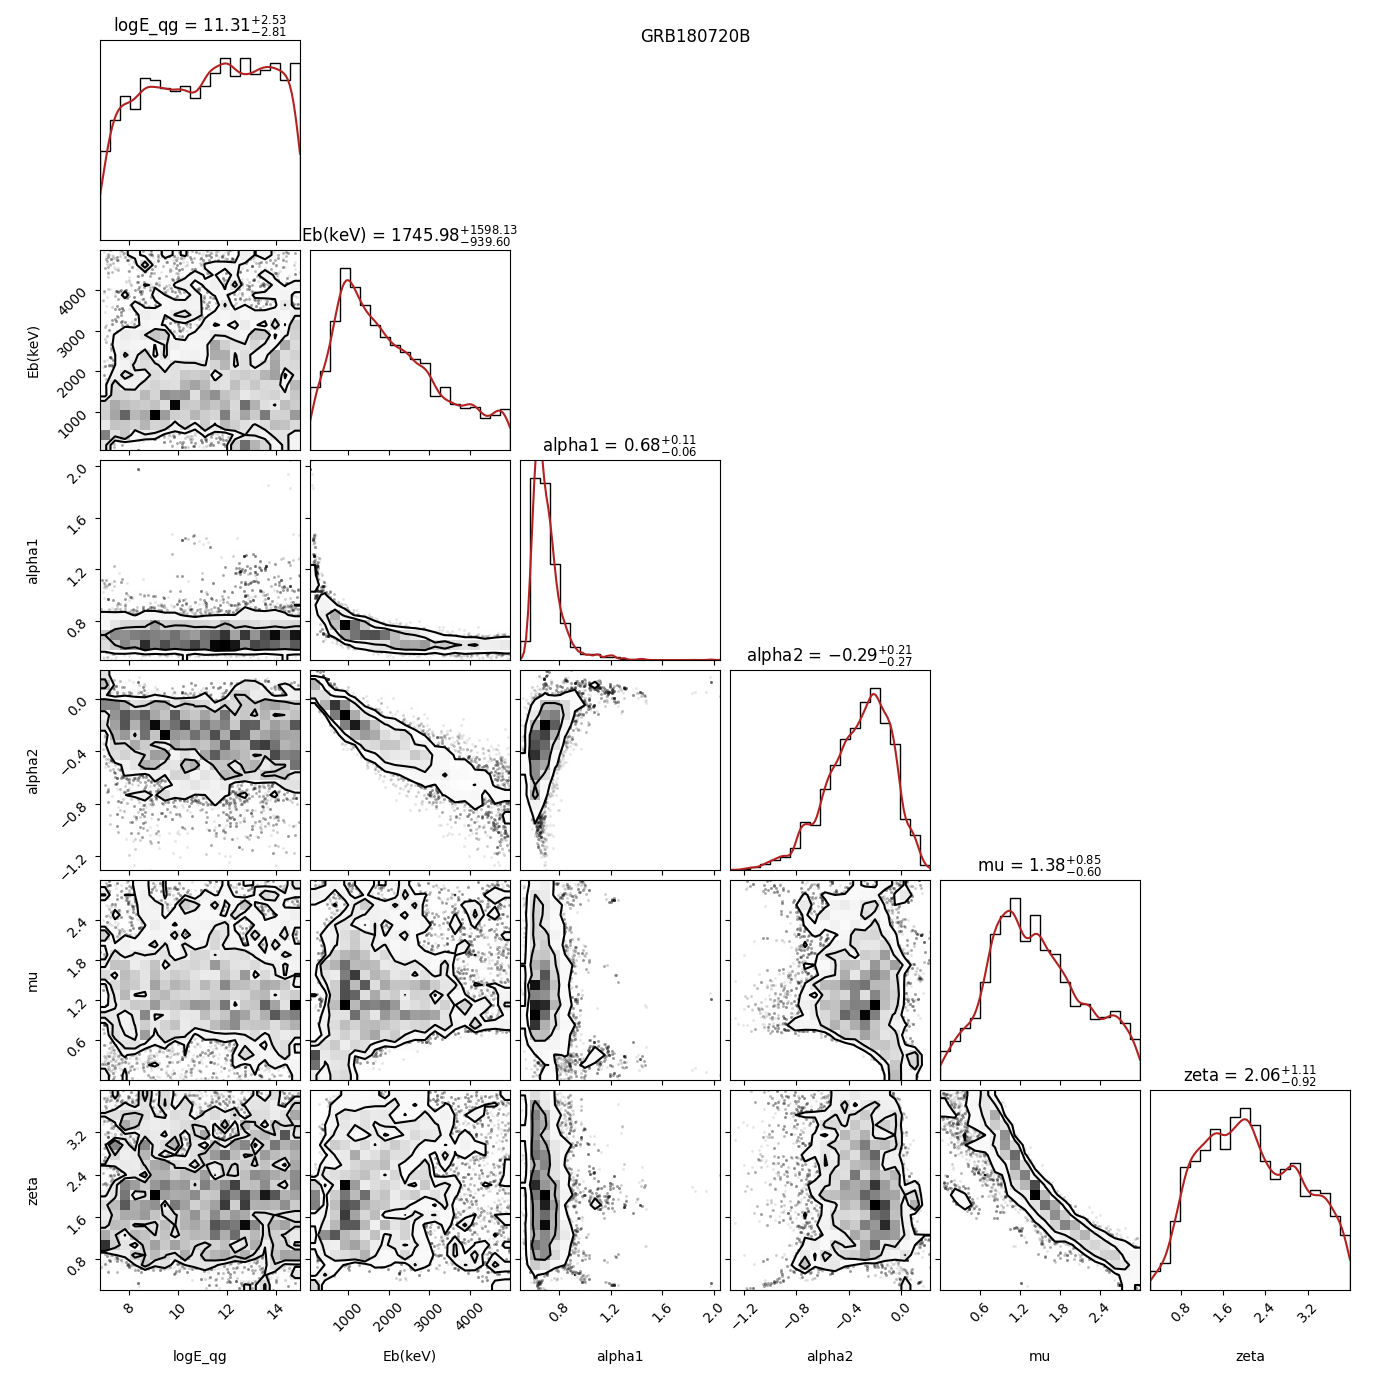 GRB180720B
logE_qg = 11.31+2.53−2.81
Eb(keV) = 1745.98+1598.13−939.60
4000
3000
2000
1000
Eb(keV)
alpha1 = 0.68+0.11−0.06
2.0
1.6
1.2
0.8
alpha1
alpha2 = −0.29+0.21−0.27
0.0
−0.4
−0.8
−1.2
alpha2
mu = 1.38+0.85−0.60
2.4
1.8
1.2
0.6
mu
zeta = 2.06+1.11−0.92
3.2
2.4
1.6
0.8
zeta
8 10 12 14
1000 2000 3000 4000
0.8 1.2 1.6 2.0
−1.2 −0.8 −0.4 0.0
0.6 1.2 1.8 2.4
0.8 1.6 2.4 3.2
logE_qg Eb(keV) alpha1 alpha2 mu zeta